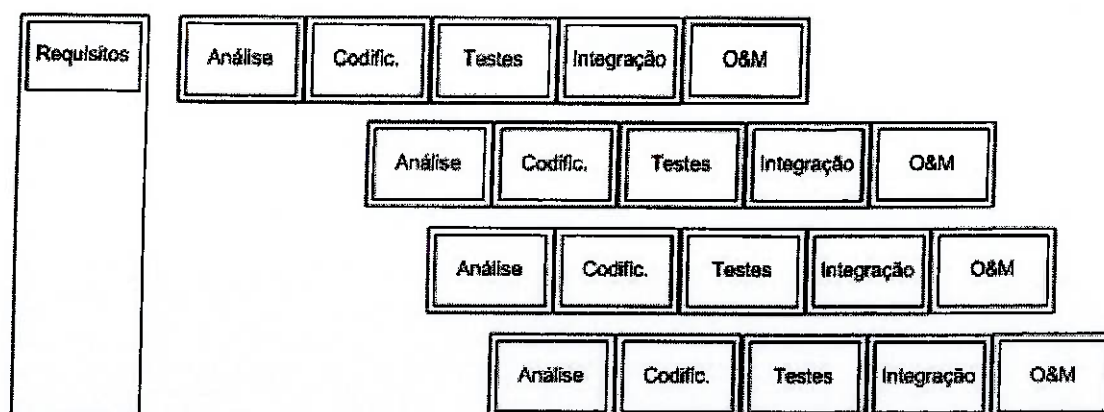 Requisitos
Análise Codific. Testes Integração O&M
Análise Codific. Testes Integração O&M
Análise Codific. Testes Integração O&M
Análise Codific. Testes Integração O&M